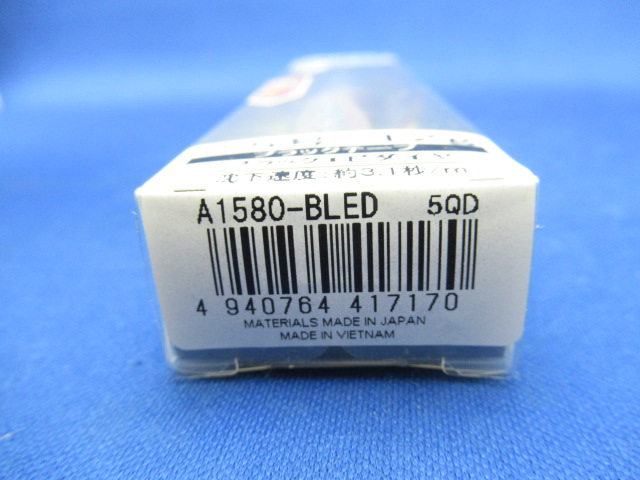 沈下速度:約3.1秒/m
A1580-BLED 5QD
4 940764 417170
MATERIALS MADE IN JAPAN
MADE IN VIETNAM